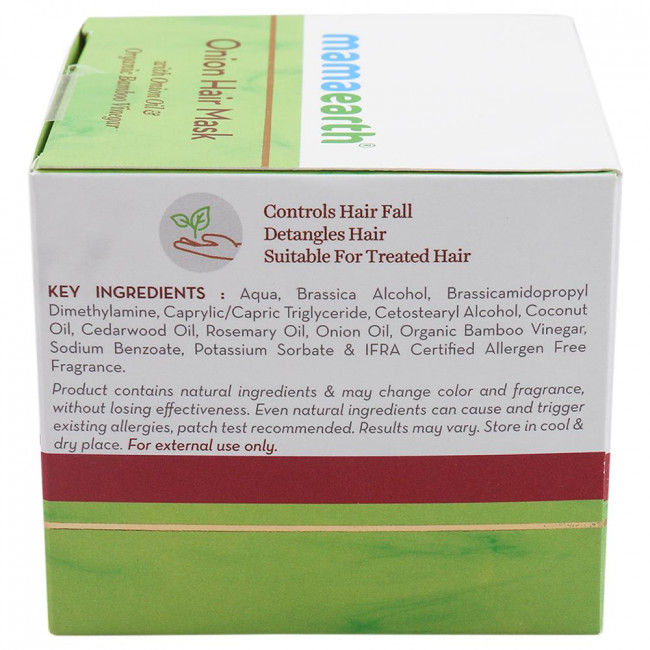 mamaearth®
Onion Hair Mask
with Onion Oil &
Organic Bamboo Vinegar
Controls Hair Fall
Detangles Hair
Suitable For Treated Hair
KEY INGREDIENTS : Aqua, Brassica Alcohol, Brassicamidopropyl
Dimethylamine, Caprylic/Capric Triglyceride, Cetostearyl Alcohol, Coconut
Oil, Cedarwood Oil, Rosemary Oil, Onion Oil, Organic Bamboo Vinegar,
Sodium Benzoate, Potassium Sorbate & IFRA Certified Allergen Free
Fragrance.
Product contains natural ingredients & may change color and fragrance,
without losing effectiveness. Even natural ingredients can cause and trigger
existing allergies, patch test recommended. Results may vary. Store in cool &
dry place. For external use only.